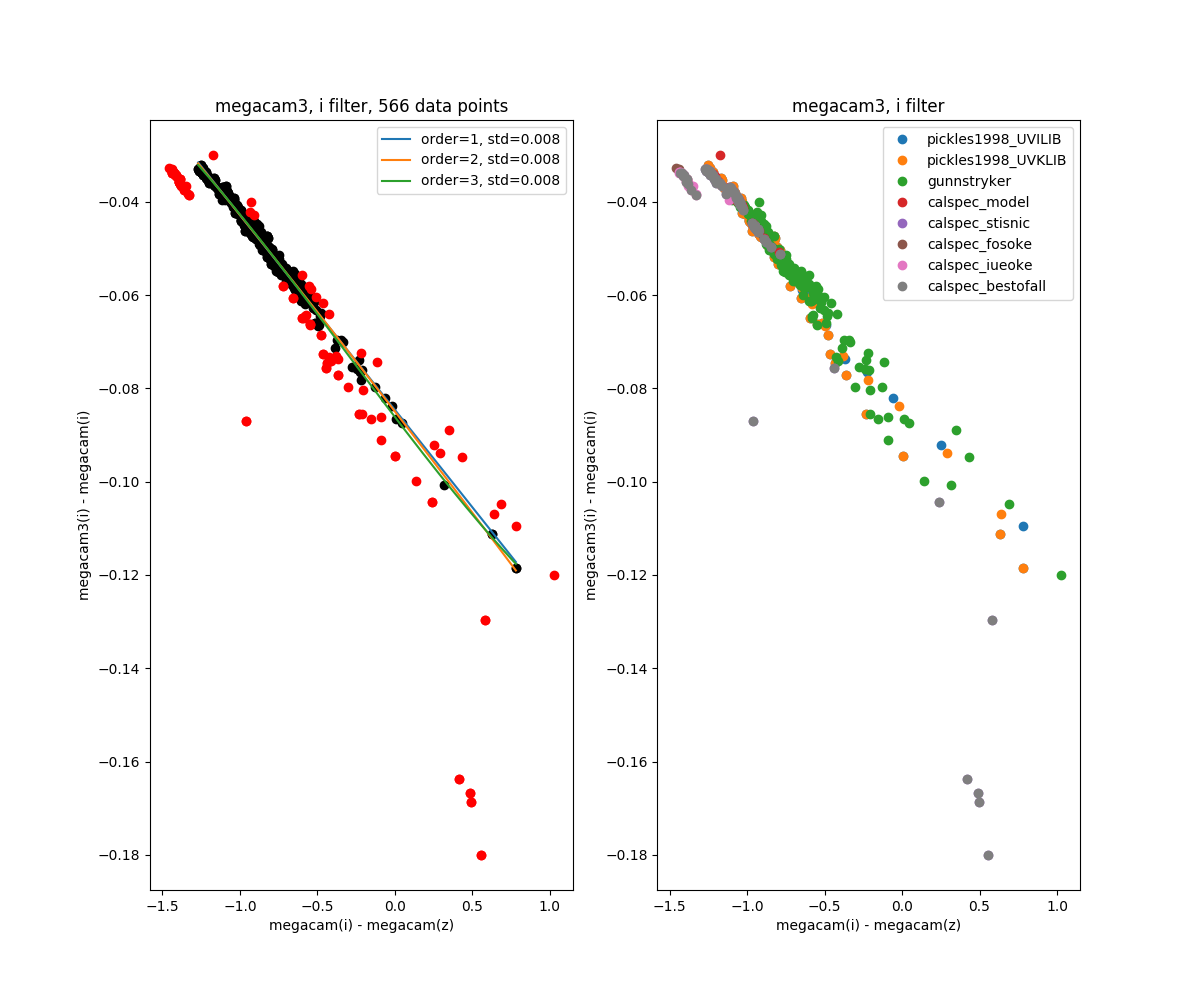 megacam3, i filter, 566 data points
order=1, std=0.008
order=2, std=0.008
order=3, std=0.008
−0.04
−0.06
−0.08
−0.10
−0.12
−0.14
−0.16
−0.18
megacam3(i) - megacam(i)
−1.5
−1.0
−0.5
0.0
0.5
1.0
megacam(i) - megacam(z)
megacam3, i filter
pickles1998_UVILIB
pickles1998_UVKLIB
gunnstryker
calspec_model
calspec_stisnic
calspec_fosoke
calspec_iueoke
calspec_bestofall
−0.04
−0.06
−0.08
−0.10
−0.12
−0.14
−0.16
−0.18
megacam3(i) - megacam(i)
−1.5
−1.0
−0.5
0.0
0.5
1.0
megacam(i) - megacam(z)